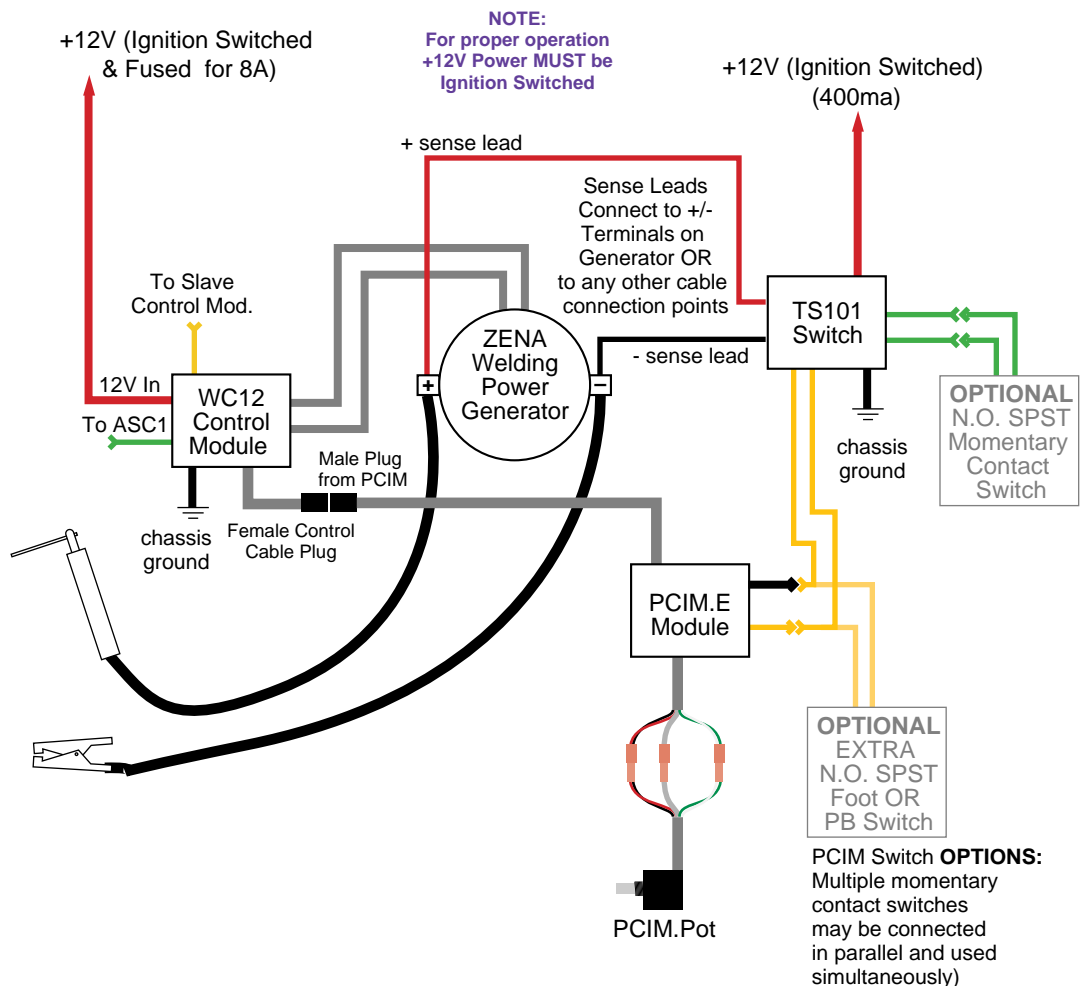 NOTE:
For proper operation
+12V Power MUST be
Ignition Switched
+12V (Ignition Switched
& Fused for 8A)
+12V (Ignition Switched)
(400ma)
+ sense lead
Sense Leads
Connect to +/-
Terminals on
Generator OR
to any other cable
connection points
To Slave
Control Mod.
12V In
To ASC1
WC12
Control
Module
ZENA
Welding
Power
Generator
+
−
- sense lead
TS101
Switch
chassis
ground
OPTIONAL
N.O. SPST
Momentary
Contact
Switch
Male Plug
from PCIM
Female Control
Cable Plug
chassis
ground
PCIM.E
Module
OPTIONAL
EXTRA
N.O. SPST
Foot OR
PB Switch
PCIM.Pot
PCIM Switch OPTIONS:
Multiple momentary
contact switches
may be connected
in parallel and used
simultaneously)